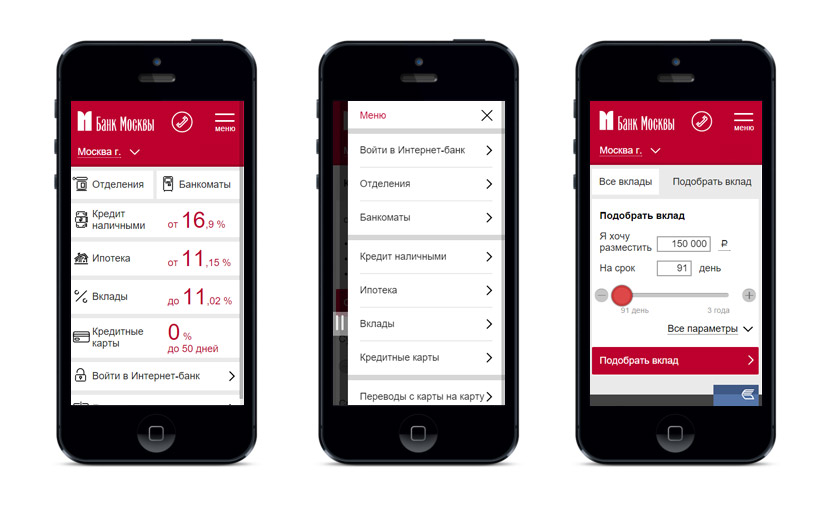 Банк Москвы
меню
Москва г.
Отделения
Банкоматы
Кредит
наличными
от 16,9 %
Ипотека
от 11,15 %
Вклады
до 11,02 %
Кредитные
карты
0 %
до 50 дней
Войти в Интернет-банк
Меню
Войти в Интернет-банк
Отделения
Банкоматы
Кредит наличными
Ипотека
Вклады
Кредитные карты
Переводы с карты на карту
Банк Москвы
меню
Москва г.
Все вклады
Подобрать вклад
Подобрать вклад
Я хочу
разместить
150 000 ₽
На срок 91 день
91 день
3 года
Все параметры
Подобрать вклад